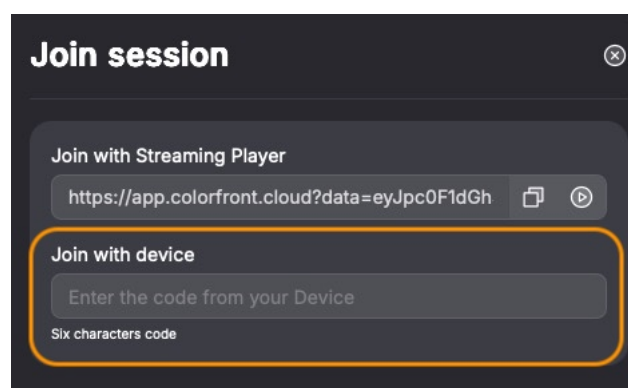 Join session
Join with Streaming Player
https://app.colorfront.cloud?data=eyJpc0F1dGh
Join with device
Enter the code from your Device
Six characters code